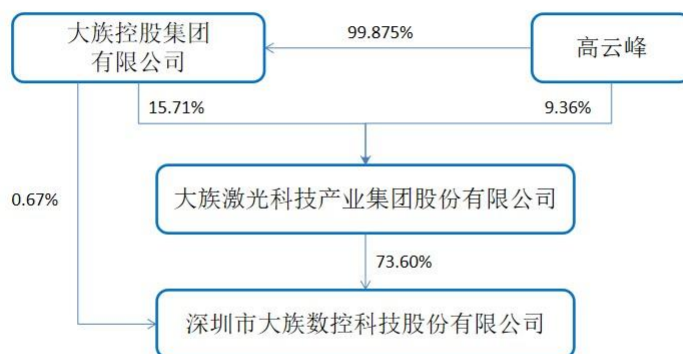 大族控股集团
有限公司
99.875%
高云峰
15.71%
9.36%
0.67%
大族激光科技产业集团股份有限公司
73.60%
深圳市大族数控科技股份有限公司